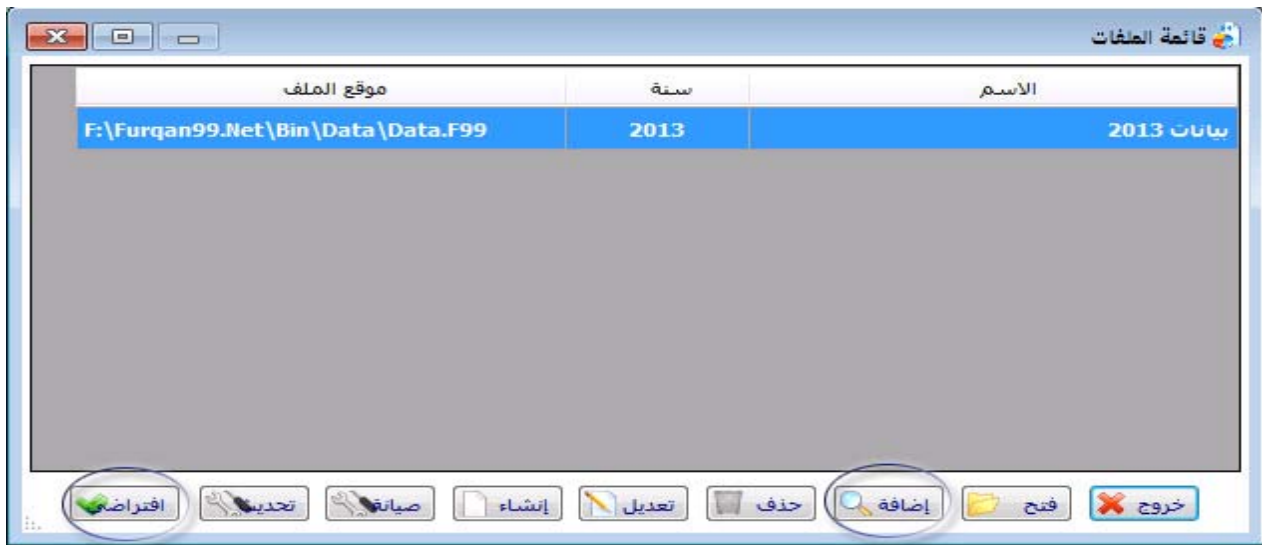 قائمة الملفات
الاسم سنة موقع الملف
بيانات 2013 2013 F:\Furqan99.Net\Bin\Data\Data.F99
خروج فتح إضافة حذف تعديل إنشاء صيانة تحديث افتراضي